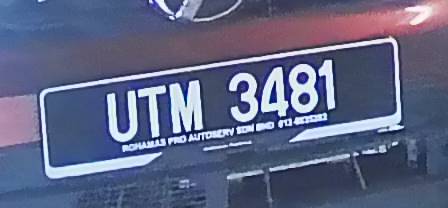 UTM 3481
ROHAMAS PRO AUTOSERV SDN BHD